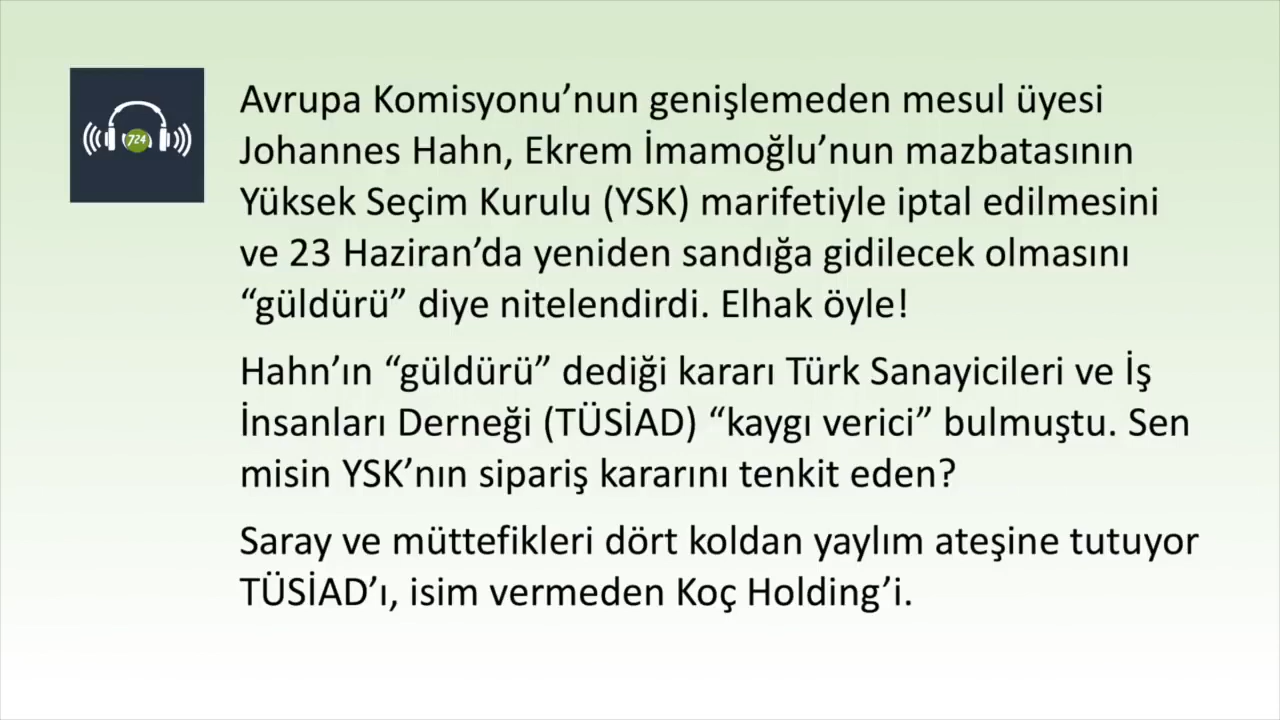 724
Avrupa Komisyonu’nun genişlemeden mesul üyesi
Johannes Hahn, Ekrem İmamoğlu’nun mazbatasının
Yüksek Seçim Kurulu (YSK) marifetiyle iptal edilmesini
ve 23 Haziran’da yeniden sandığa gidilecek olmasını
“güldürü” diye nitelendirdi. Elhak öyle!
Hahn’ın “güldürü” dediği kararı Türk Sanayicileri ve İş
İnsanları Derneği (TÜSİAD) “kaygı verici” bulmuştu. Sen
misin YSK’nın sipariş kararını tenkit eden?
Saray ve müttefikleri dört koldan yaylım ateşine tutuyor
TÜSİAD’ı, isim vermeden Koç Holding’i.